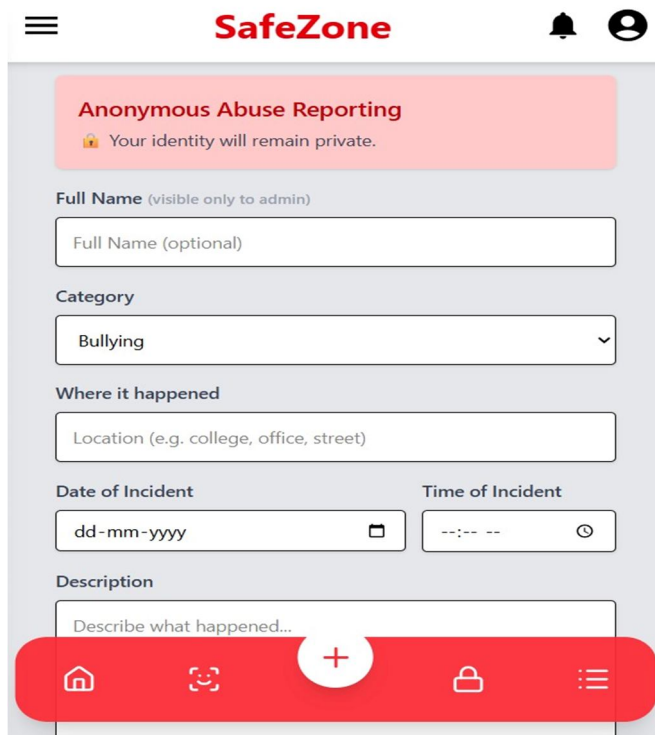 SafeZone
Anonymous Abuse Reporting
🔒 Your identity will remain private.
Full Name (visible only to admin)
Full Name (optional)
Category
Bullying
Where it happened
Location (e.g. college, office, street)
Date of Incident
Time of Incident
dd-mm-yyyy
--:-- --
Description
Describe what happened...